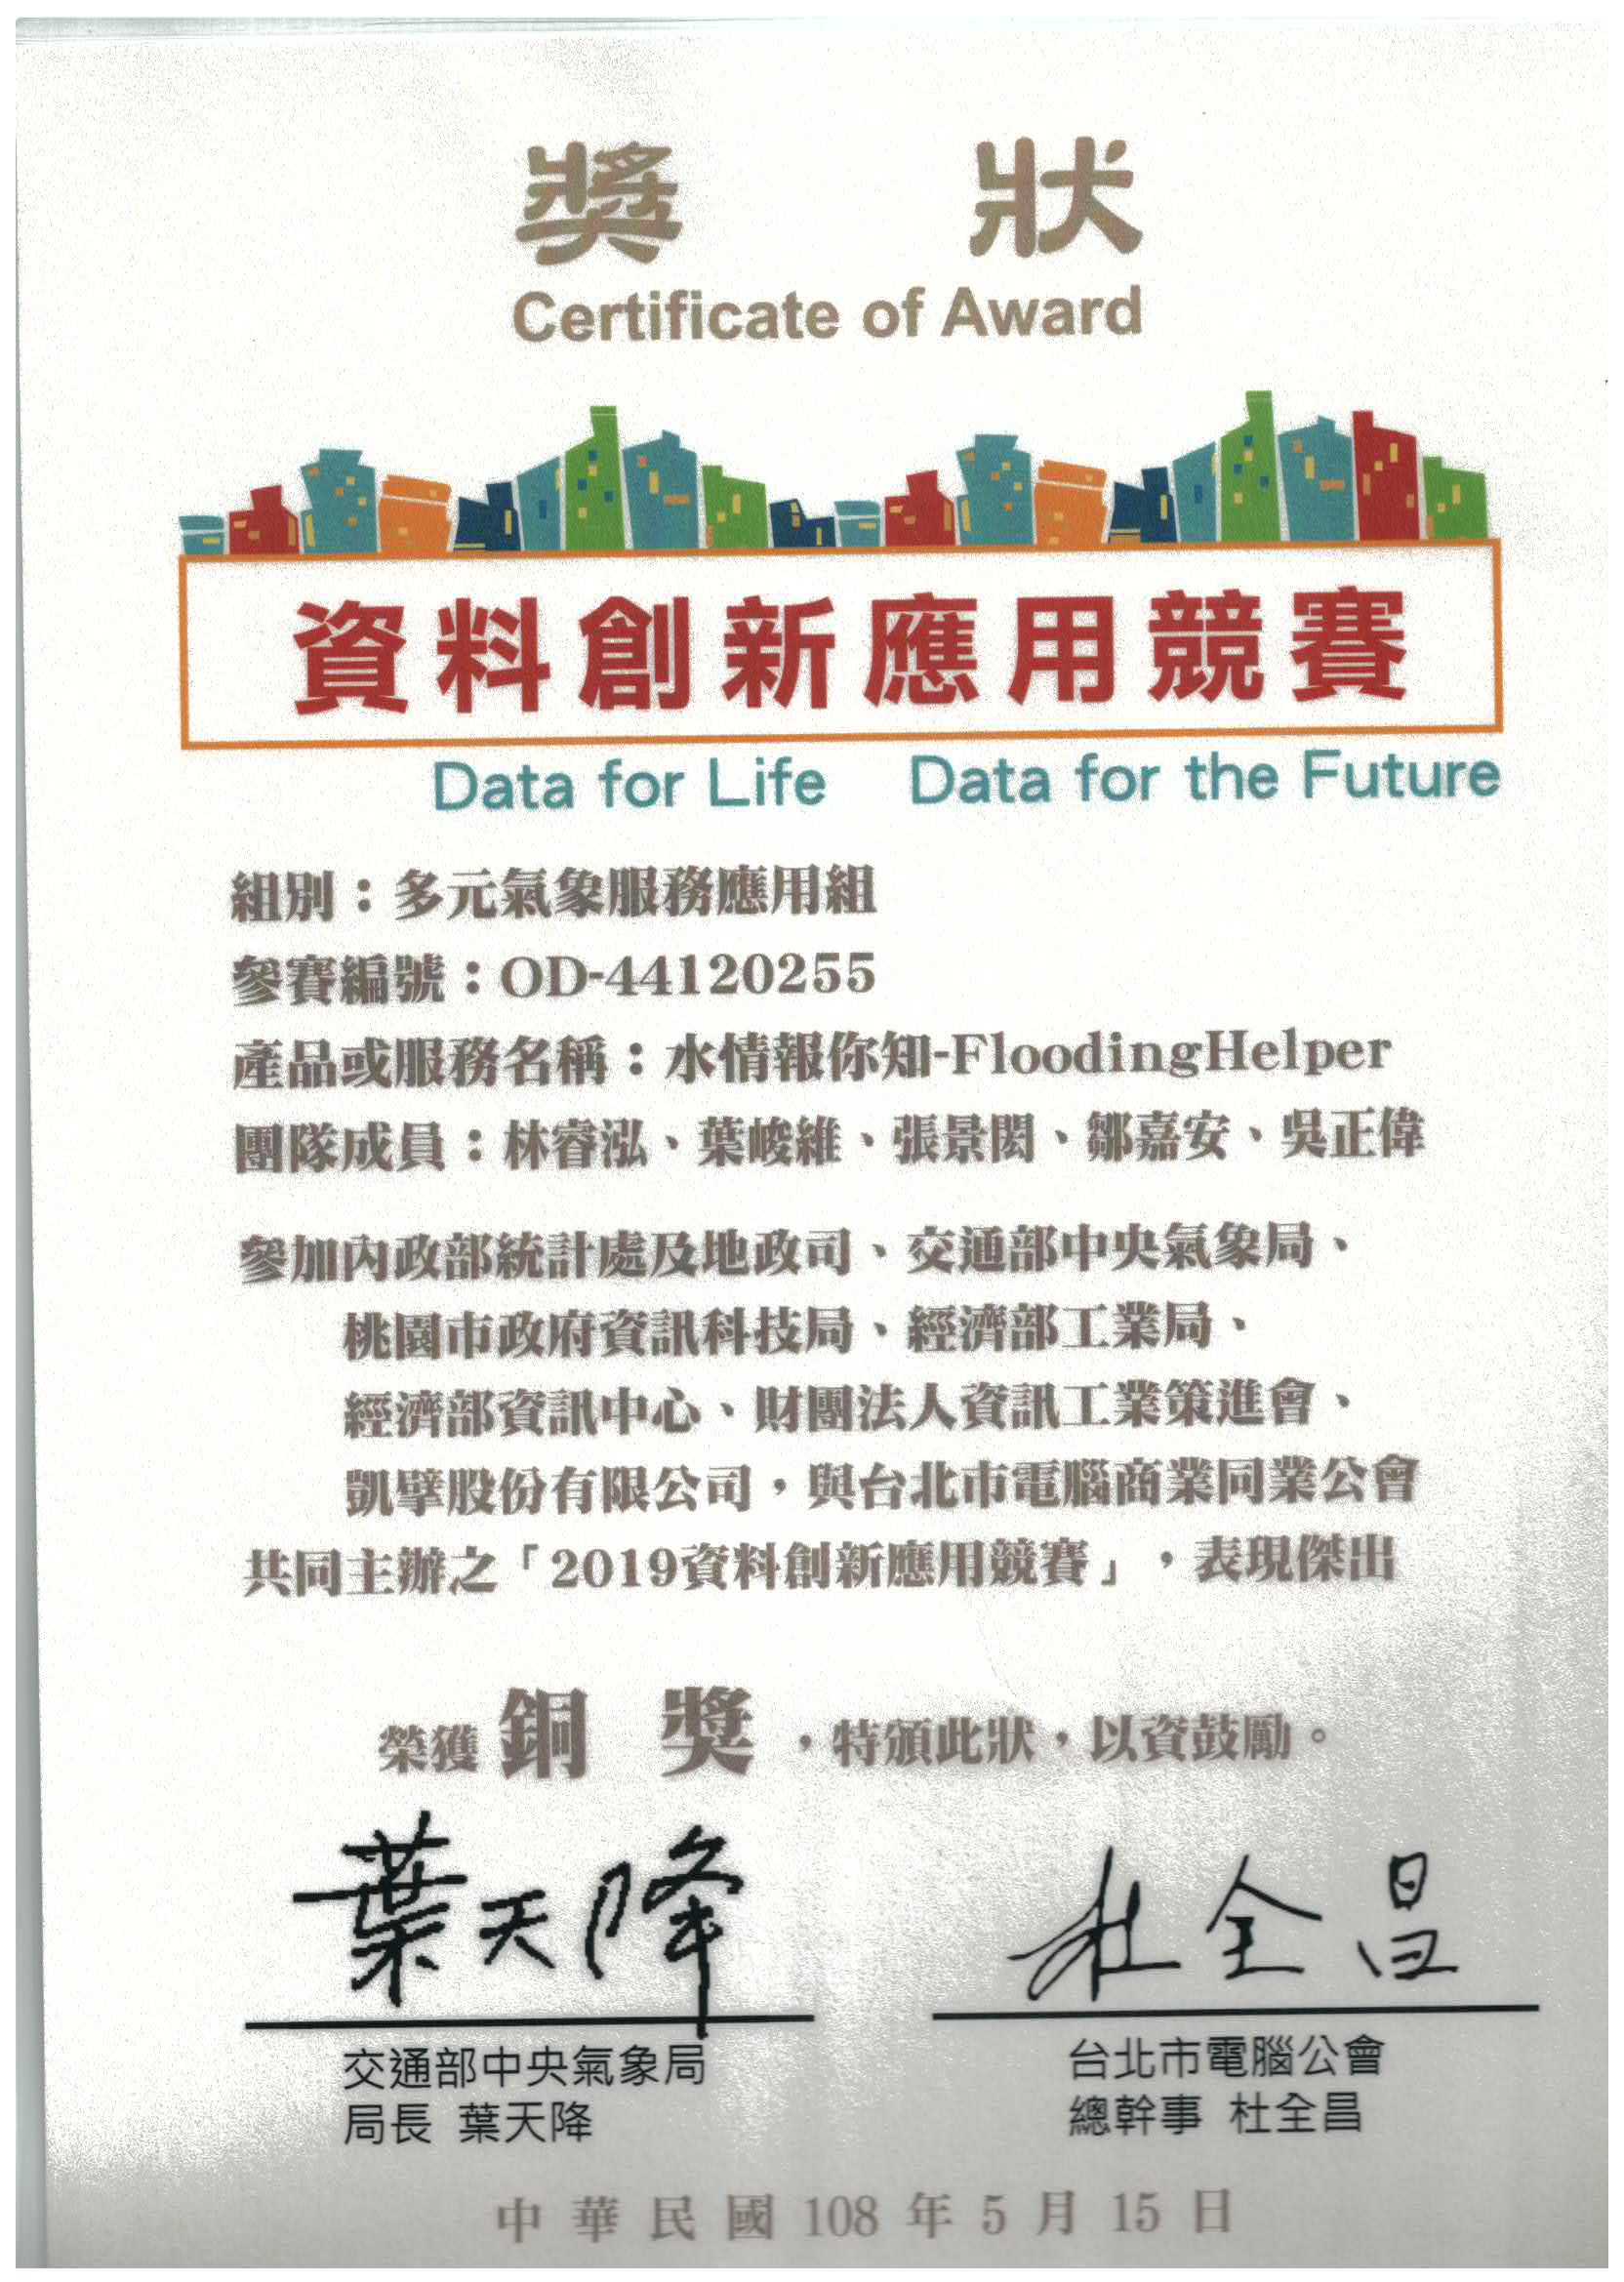 獎 狀
Certificate of Award
資料創新應用競賽
Data for Life Data for the Future
組別：多元氣象服務應用組
參賽編號：OD-44120255
產品或服務名稱：水情報你知-FloodingHelper
團隊成員：林睿泓、葉峻維、張景閎、鄒嘉安、吳正偉
參加內政部統計處及地政司、交通部中央氣象局、
桃園市政府資訊科技局、經濟部工業局、
經濟部資訊中心、財團法人資訊工業策進會、
凱擘股份有限公司，與台北市電腦商業同業公會
共同主辦之「2019資料創新應用競賽」，表現傑出
榮獲 銅 獎 ，特頒此狀，以資鼓勵。
葉天降 杜全昌
交通部中央氣象局 台北市電腦公會
局長 葉天降 總幹事 杜全昌
中 華 民 國 108 年 5 月 15 日